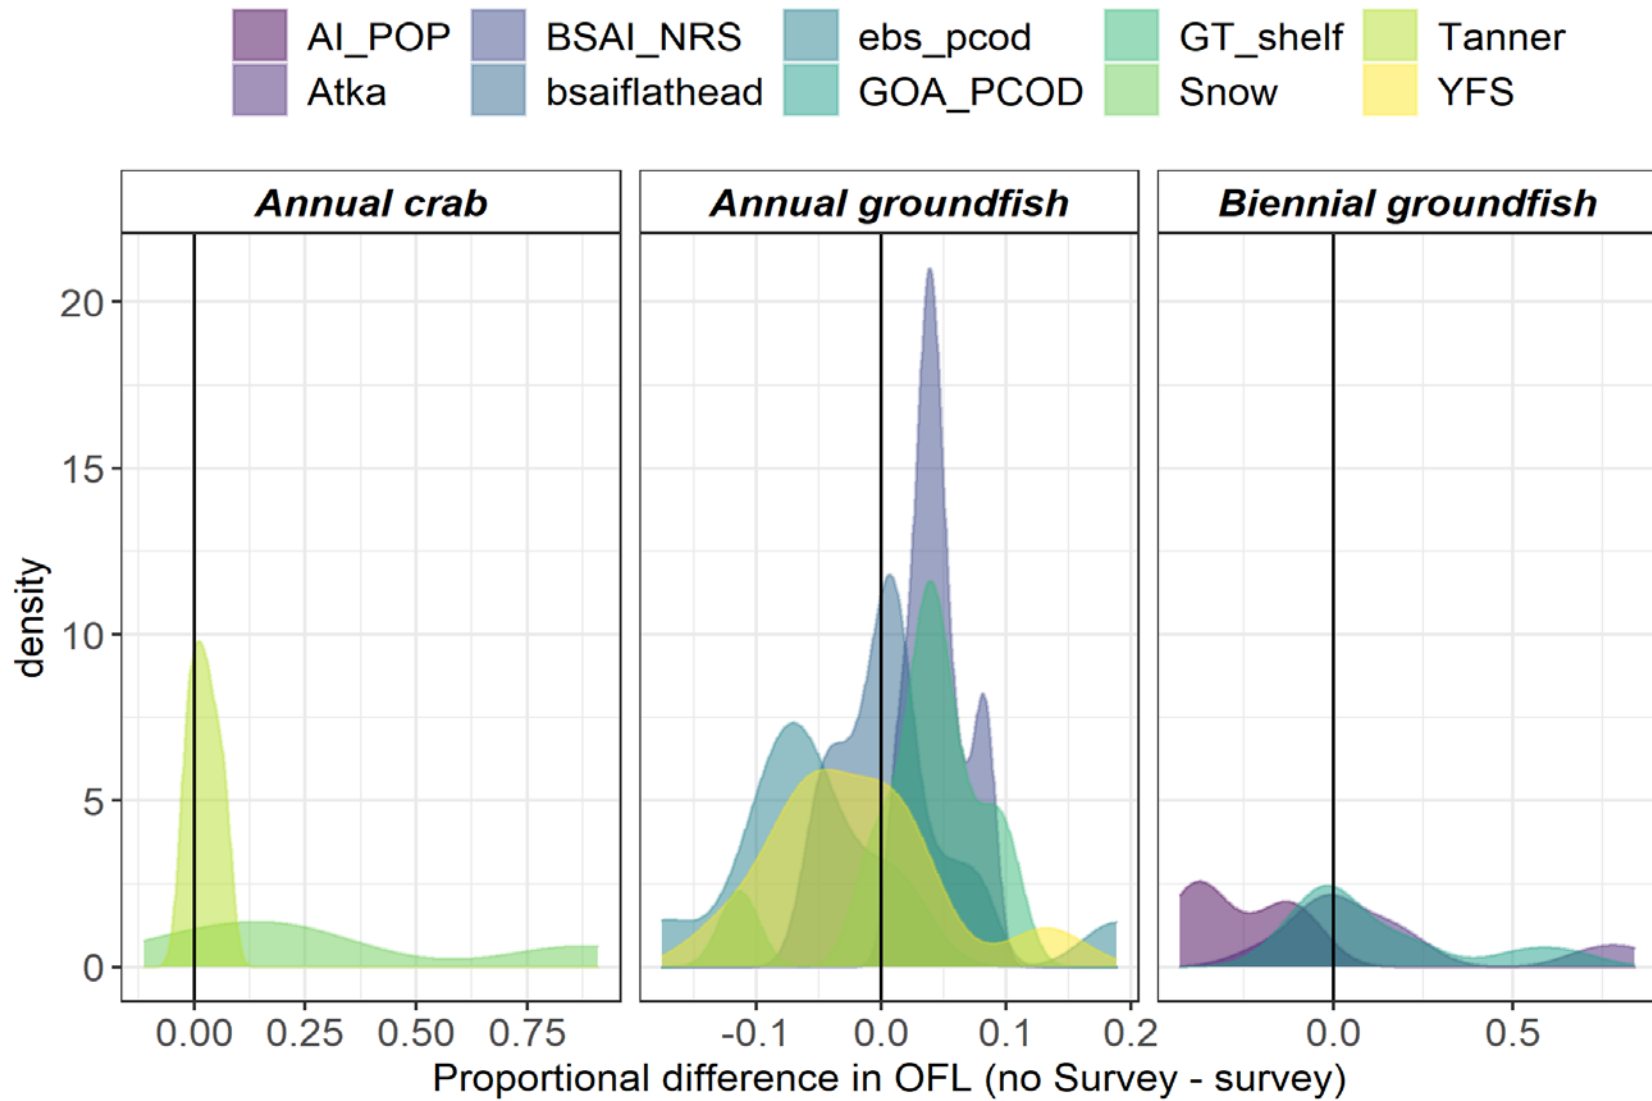 AI_POP BSAI_NRS ebs_pcod GT_shelf Tanner
Atka bsaiflathead GOA_PCOD Snow YFS
Annual crab Annual groundfish Biennial groundfish
20
15
10
5
0
density
0.00 0.25 0.50 0.75 -0.1 0.0 0.1 0.2 0.0 0.5
Proportional difference in OFL (no Survey - survey)